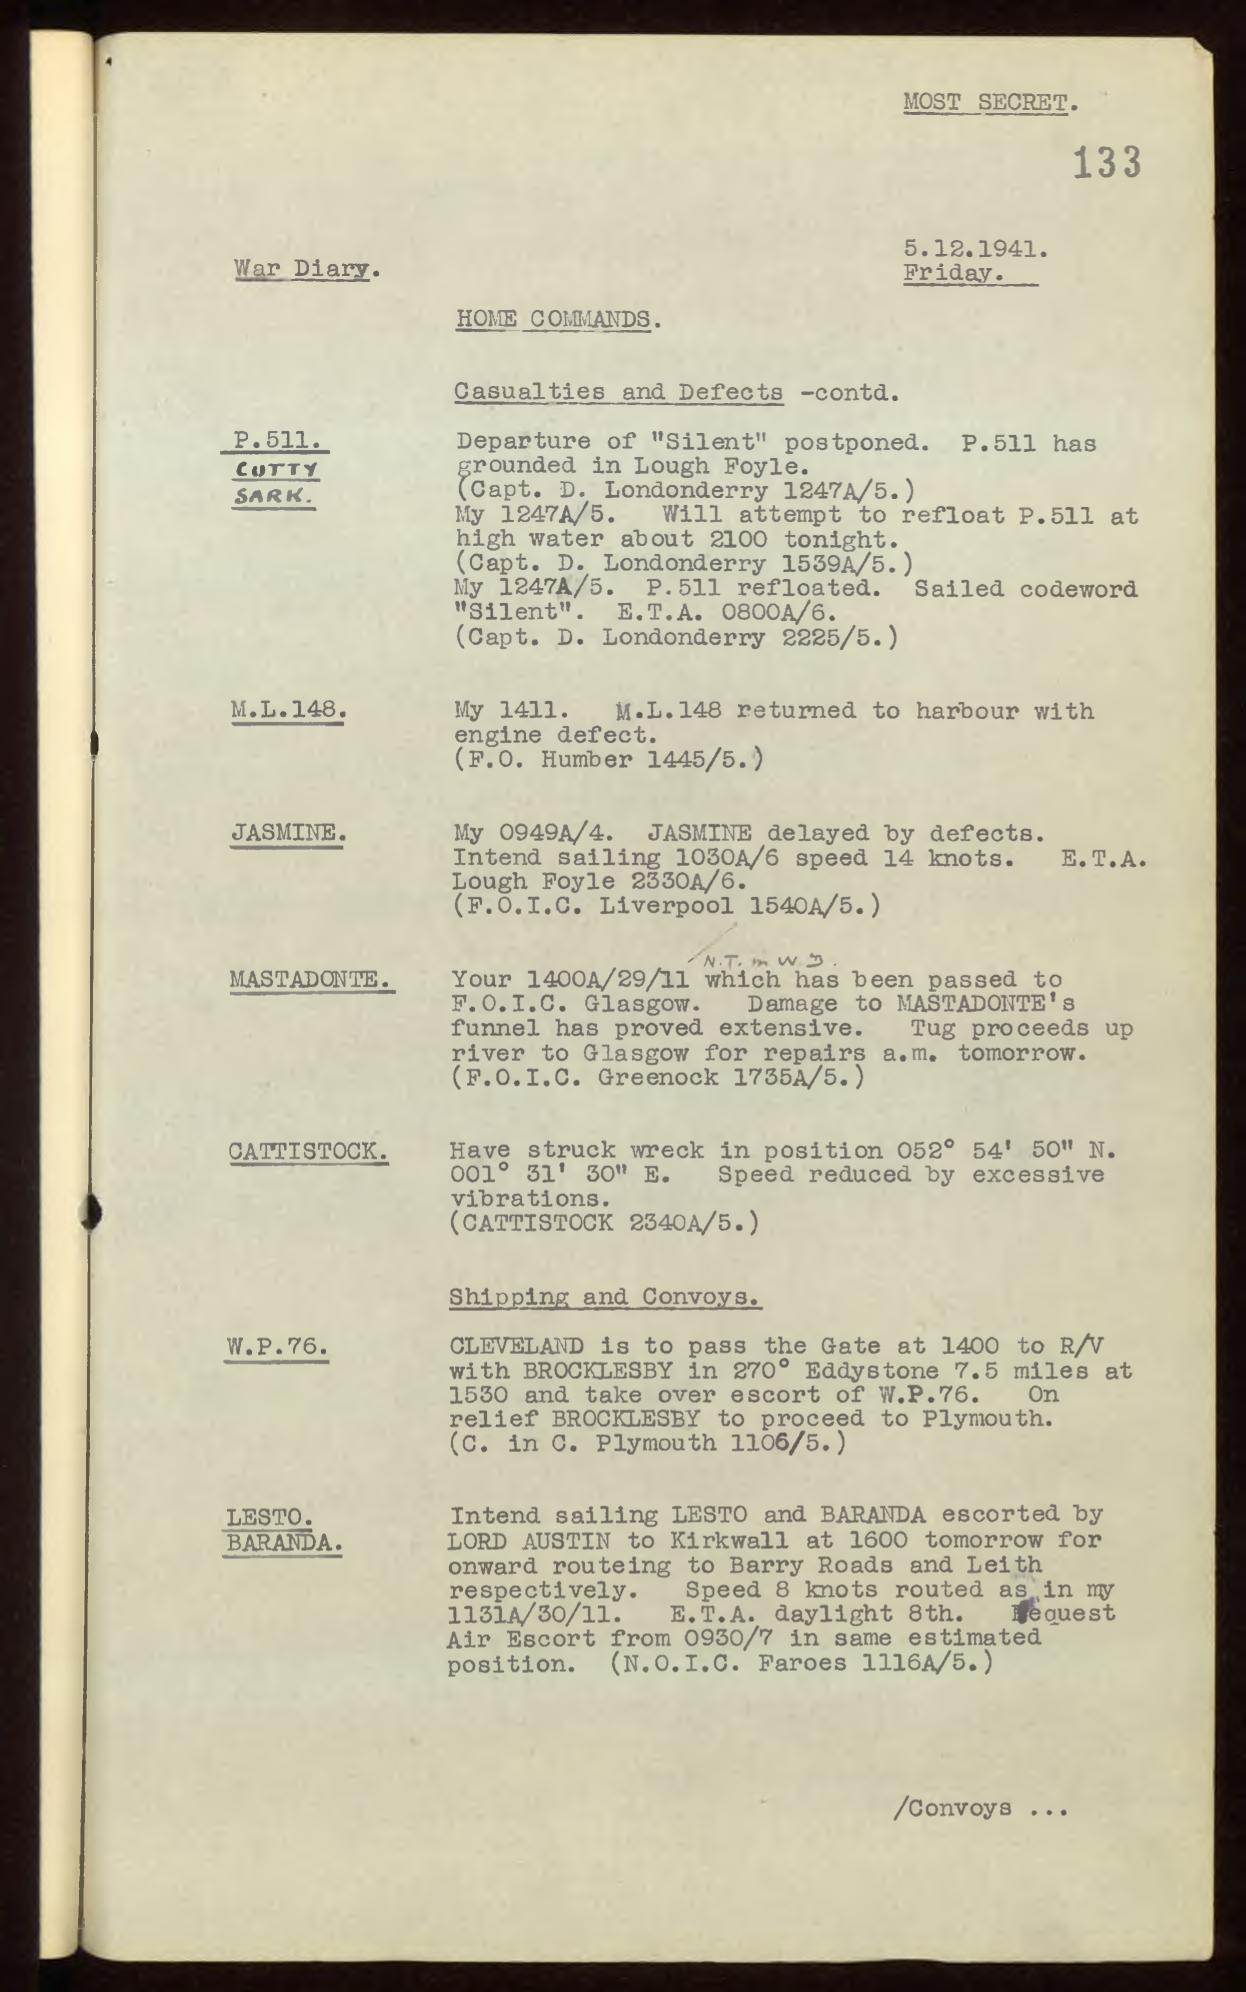 MOST SECRET.
133
5.12.1941.
War Diary.
Friday.
HOME COMMANDS.
Casualties and Defects -contd.
P.511.
CUTTY
SARK.
Departure of "Silent" postponed. P.511 has
grounded in Lough Foyle.
(Capt. D. Londonderry 1247A/5.)
My 1247A/5. Will attempt to refloat P.511 at
high water about 2100 tonight.
(Capt. D. Londonderry 1539A/5.)
My 1247A/5. P.511 refloated. Sailed codeword
"Silent". E.T.A. 0800A/6.
(Capt. D. Londonderry 2225/5.)
M.L.148.
My 1411. M.L.148 returned to harbour with
engine defect.
(F.O. Humber 1445/5.)
JASMINE.
My 0949A/4. JASMINE delayed by defects.
Intend sailing 1030A/6 speed 14 knots. E.T.A.
Lough Foyle 2330A/6.
(F.O.I.C. Liverpool 1540A/5.)
N.T. in W D.
MASTADONTE.
Your 1400A/29/11 which has been passed to
F.O.I.C. Glasgow. Damage to MASTADONTE's
funnel has proved extensive. Tug proceeds up
river to Glasgow for repairs a.m. tomorrow.
(F.O.I.C. Greenock 1735A/5.)
CATTISTOCK.
Have struck wreck in position 052° 54' 50" N.
001° 31' 30" E. Speed reduced by excessive
vibrations.
(CATTISTOCK 2340A/5.)
Shipping and Convoys.
W.P.76.
CLEVELAND is to pass the Gate at 1400 to R/V
with BROCKLESBY in 270° Eddystone 7.5 miles at
1530 and take over escort of W.P.76. On
relief BROCKLESBY to proceed to Plymouth.
(C. in C. Plymouth 1106/5.)
LESTO.
BARANDA.
Intend sailing LESTO and BARANDA escorted by
LORD AUSTIN to Kirkwall at 1600 tomorrow for
onward routeing to Barry Roads and Leith
respectively. Speed 8 knots routed as in my
1131A/30/11. E.T.A. daylight 8th. Request
Air Escort from 0930/7 in same estimated
position. (N.O.I.C. Faroes 1116A/5.)
/Convoys ...